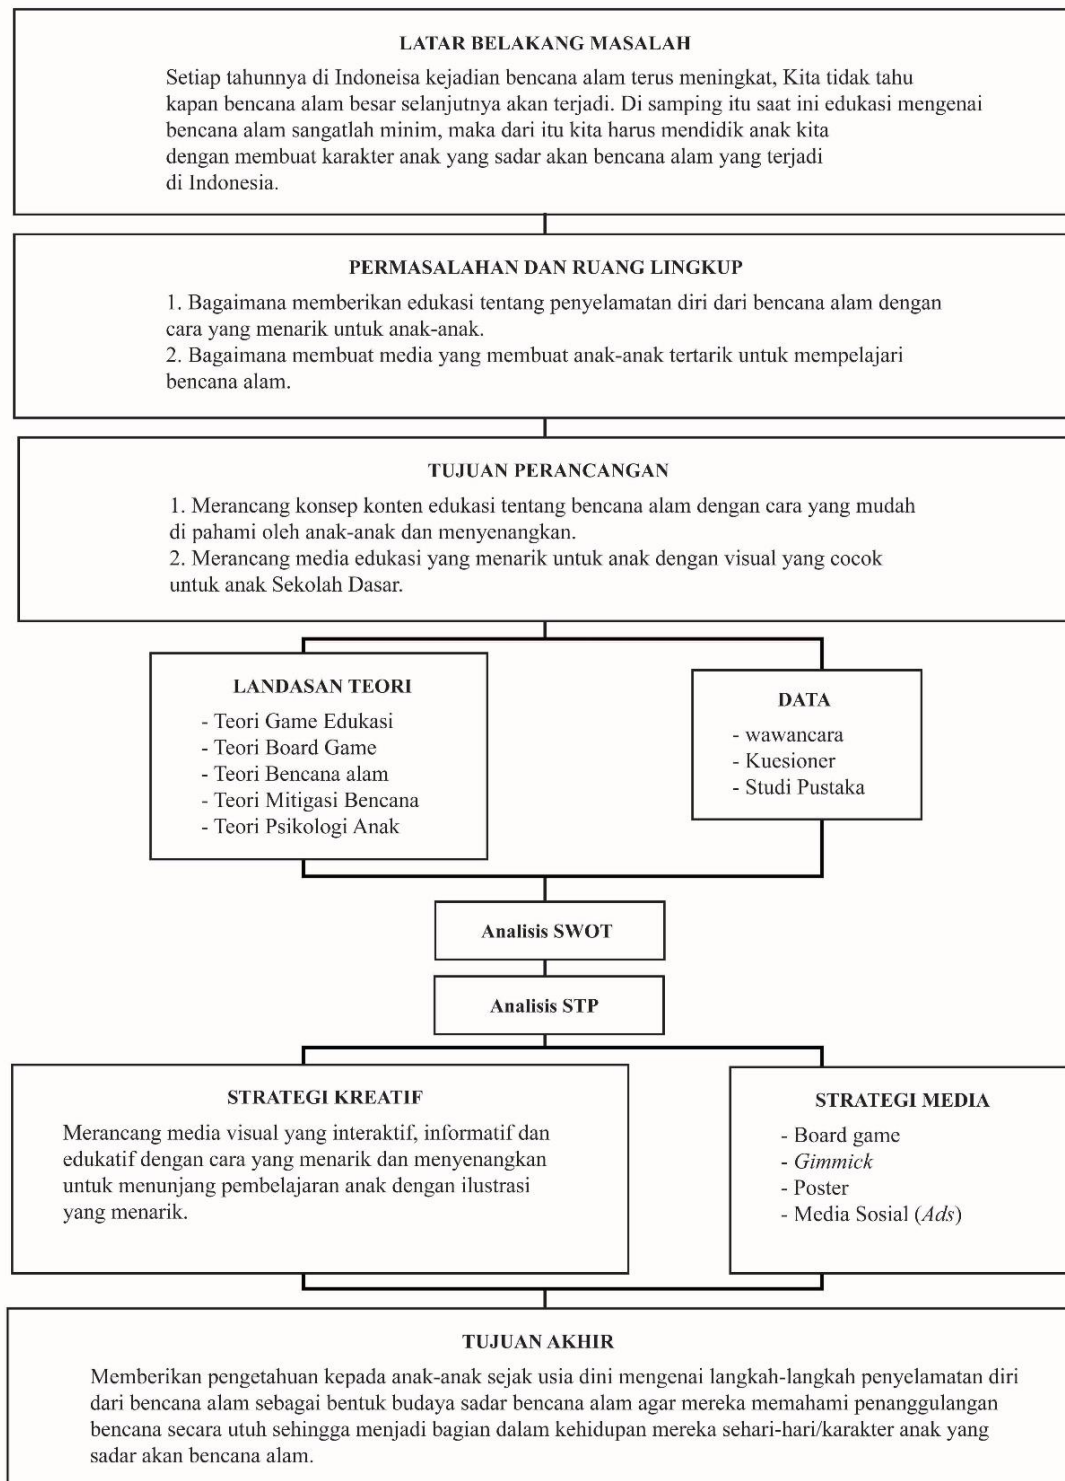 LATAR BELAKANG MASALAH
Setiap tahunnya di Indoneisa kejadian bencana alam terus meningkat, Kita tidak tahu
kapan bencana alam besar selanjutnya akan terjadi. Di samping itu saat ini edukasi mengenai
bencana alam sangatlah minim, maka dari itu kita harus mendidik anak kita
dengan membuat karakter anak yang sadar akan bencana alam yang terjadi
di Indonesia.
PERMASALAHAN DAN RUANG LINGKUP
1. Bagaimana memberikan edukasi tentang penyelamatan diri dari bencana alam dengan
cara yang menarik untuk anak-anak.
2. Bagaimana membuat media yang membuat anak-anak tertarik untuk mempelajari
bencana alam.
TUJUAN PERANCANGAN
1. Merancang konsep konten edukasi tentang bencana alam dengan cara yang mudah
di pahami oleh anak-anak dan menyenangkan.
2. Merancang media edukasi yang menarik untuk anak dengan visual yang cocok
untuk anak Sekolah Dasar.
LANDASAN TEORI
- Teori Game Edukasi
- Teori Board Game
- Teori Bencana alam
- Teori Mitigasi Bencana
- Teori Psikologi Anak
DATA
- wawancara
- Kuesioner
- Studi Pustaka
Analisis SWOT
Analisis STP
STRATEGI KREATIF
Merancang media visual yang interaktif, informatif dan
edukatif dengan cara yang menarik dan menyenangkan
untuk menunjang pembelajaran anak dengan ilustrasi
yang menarik.
STRATEGI MEDIA
- Board game
- Gimmick
- Poster
- Media Sosial (Ads)
TUJUAN AKHIR
Memberikan pengetahuan kepada anak-anak sejak usia dini mengenai langkah-langkah penyelamatan diri
dari bencana alam sebagai bentuk budaya sadar bencana alam agar mereka memahami penanggulangan
bencana secara utuh sehingga menjadi bagian dalam kehidupan mereka sehari-hari/karakter anak yang
sadar akan bencana alam.